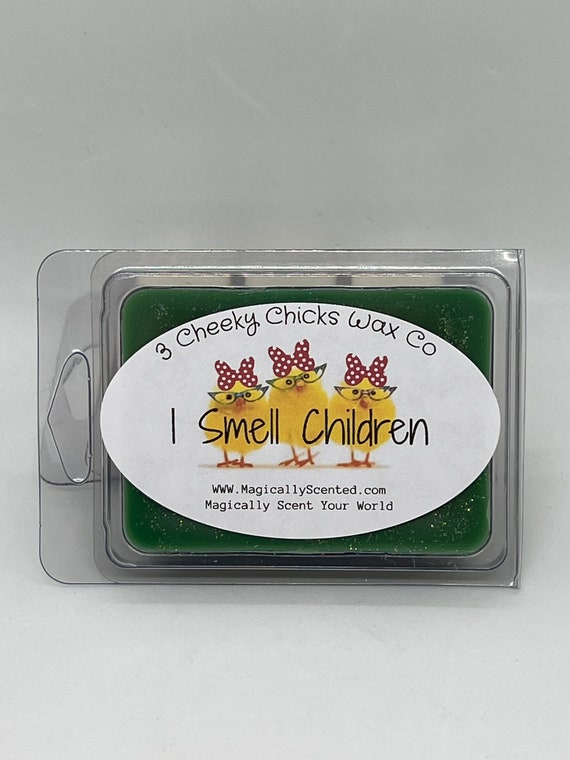 3 Cheeky Chicks Wax Co
I Smell Children
WWW.MagicallyScented.com
Magically Scent Your World